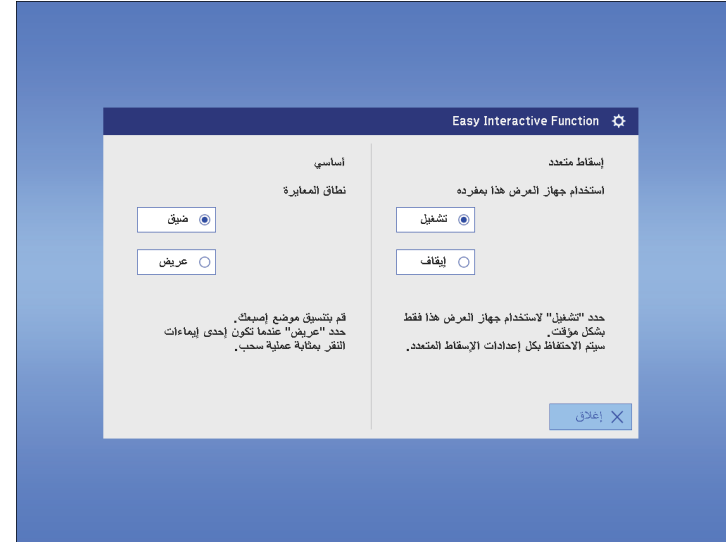 Easy Interactive Function
إسقاط متعدد
استخدام جهاز العرض هذا بمفرده
تشغيل
إيقاف
حدد "تشغيل" لاستخدام جهاز العرض هذا فقط
بشكل مؤقت.
سيتم الاحتفاظ بكل إعدادات الإسقاط المتعدد.
أساسي
نطاق المعايرة
ضيق
عريض
قم بتنسيق موضع إصبعك.
حدد "عريض" عندما تكون إحدى إيماءات
النقر بمثابة عملية سحب.
إغلاق